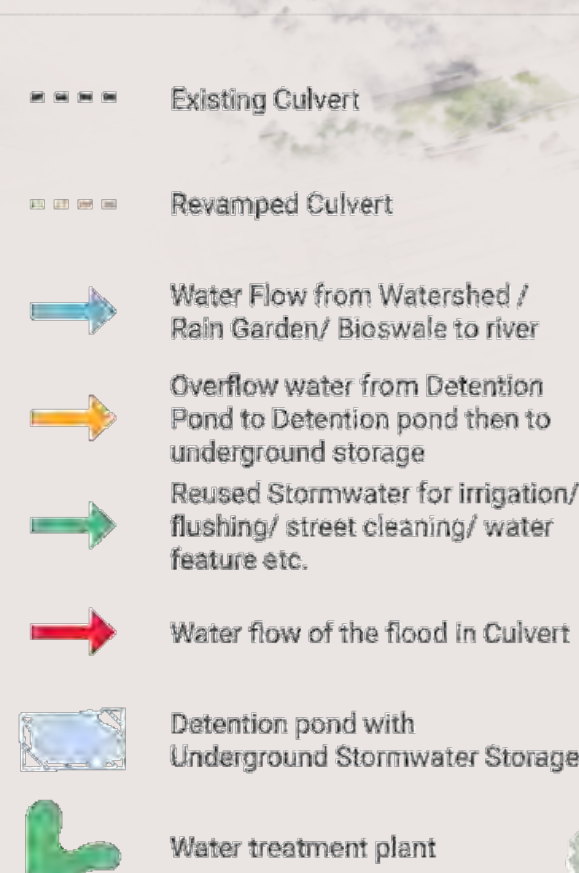 Existing Culvert
Revamped Culvert
Water Flow from Watershed /
Rain Garden/ Bioswale to river
Overflow water from Detention
Pond to Detention pond then to
underground storage
Reused Stormwater for irrigation/
flushing/ street cleaning/ water
feature etc.
Water flow of the flood in Culvert
Detention pond with
Underground Stormwater Storage
Water treatment plant